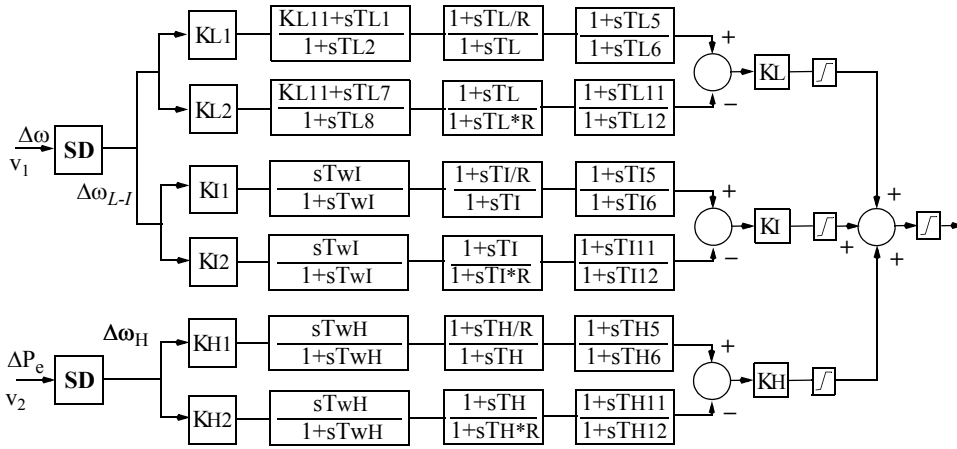 KL1
KL11+sTL1
1+sTL2
1+sTL/R
1+sTL
1+sTL5
1+sTL6
+
−
KL
KL2
KL11+sTL7
1+sTL8
1+sTL
1+sTL*R
1+sTL11
1+sTL12
Δω
v1
SD
ΔωL-I
KI1
sTwI
1+sTwI
1+sTI/R
1+sTI
1+sTI5
1+sTI6
+
−
KI
+
+
+
KI2
sTwI
1+sTwI
1+sTI
1+sTI*R
1+sTI11
1+sTI12
ΔPe
v2
SD
ΔωH
KH1
sTwH
1+sTwH
1+sTH/R
1+sTH
1+sTH5
1+sTH6
+
−
KH
KH2
sTwH
1+sTwH
1+sTH
1+sTH*R
1+sTH11
1+sTH12